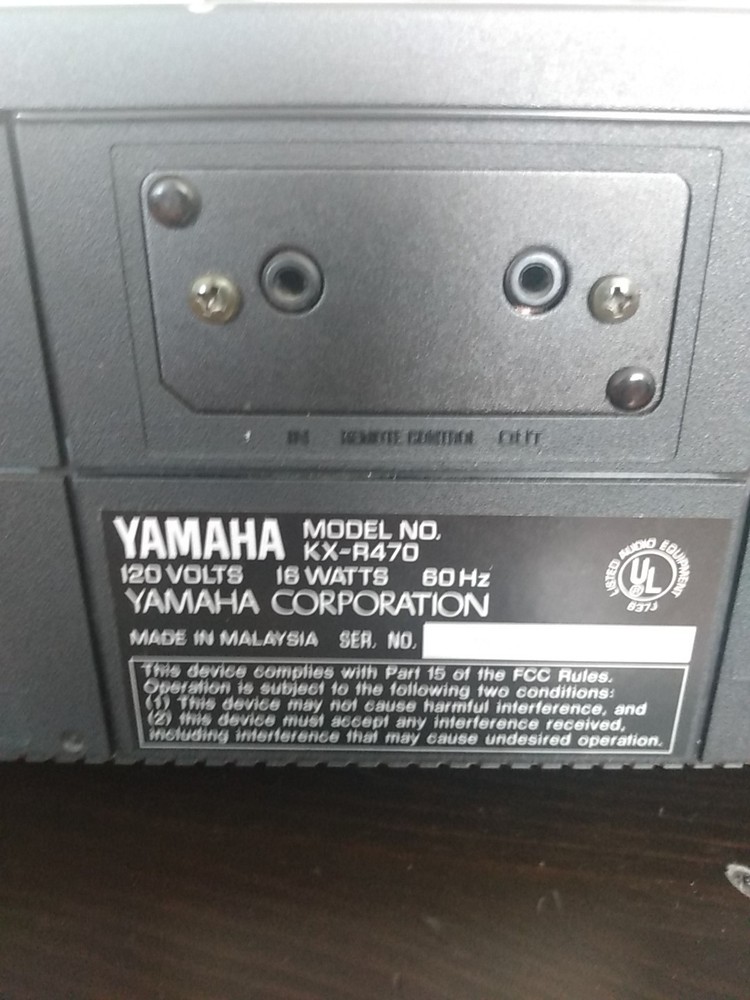 IN REMOTE CONTROL OUT
YAMAHA MODEL NO.
KX-R470
120 VOLTS 16 WATTS 60 Hz
YAMAHA CORPORATION
LISTED AUDIO EQUIPMENT
UL
®
637J
MADE IN MALAYSIA SER. NO.
This device complies with Part 15 of the FCC Rules.
Operation is subject to the following two conditions:
(1) This device may not cause harmful interference, and
(2) this device must accept any interference received,
including interference that may cause undesired operation.